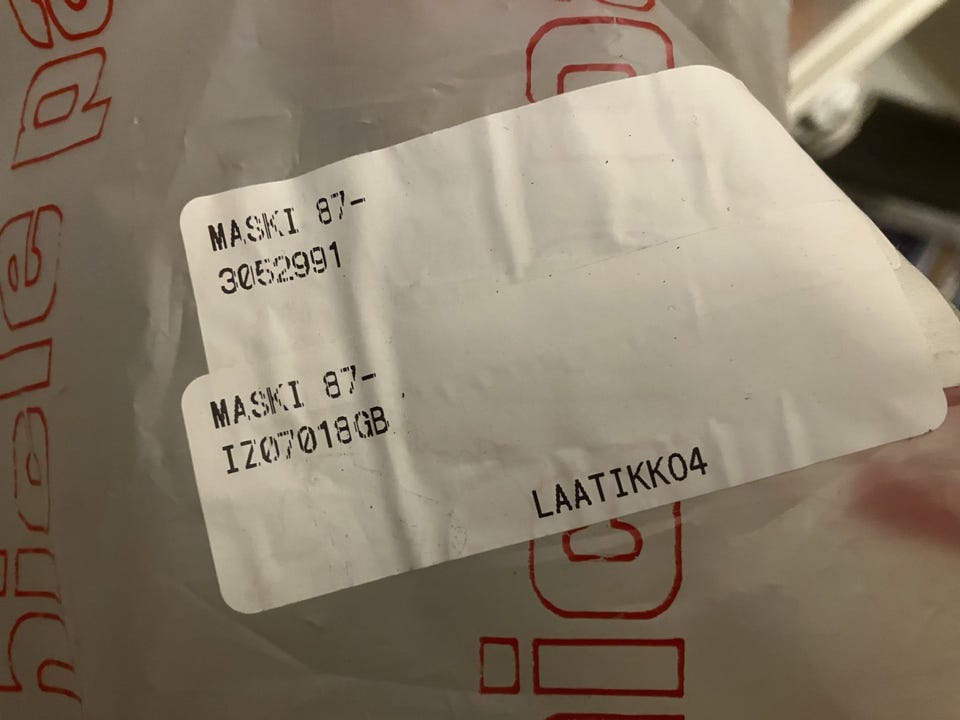 MASKI 87-
3052991
MASKI 87-
IZ07018GB
LAATIKKO4